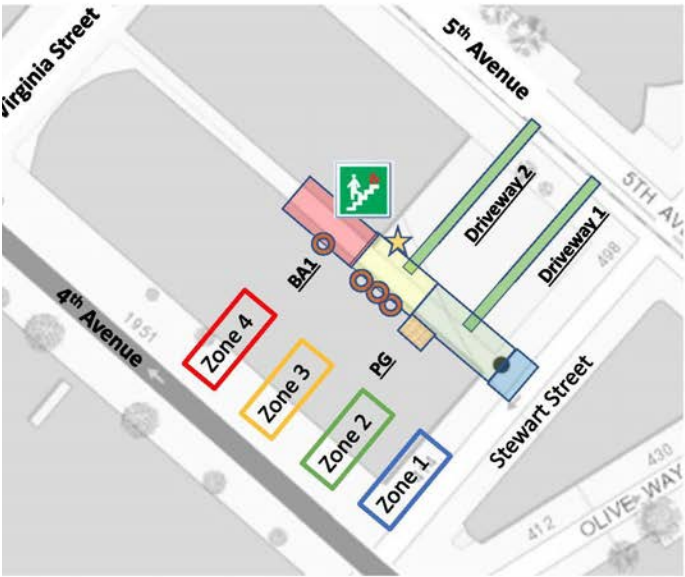 Virginia Street
5th Avenue
5TH AV
Driveway 2
Driveway 1
498
BA1
4th Avenue
1951
Zone 4
Zone 3
PG
Zone 2
Zone 1
Stewart Street
430
412
OLIVE WAY